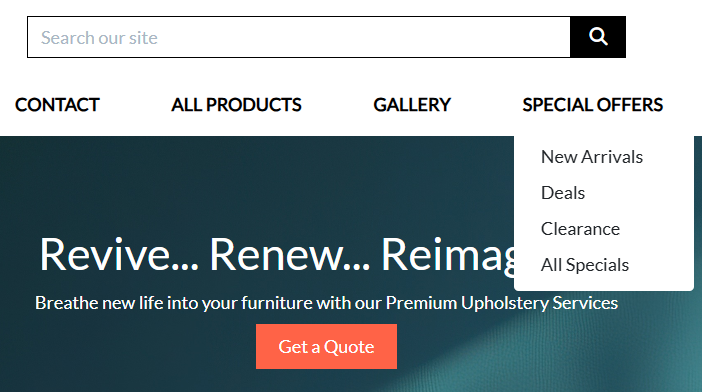 Search our site
CONTACT ALL PRODUCTS GALLERY SPECIAL OFFERS
New Arrivals
Deals
Clearance
All Specials
Revive... Renew... Reimag
Breathe new life into your furniture with our Premium Upholstery Services
Get a Quote